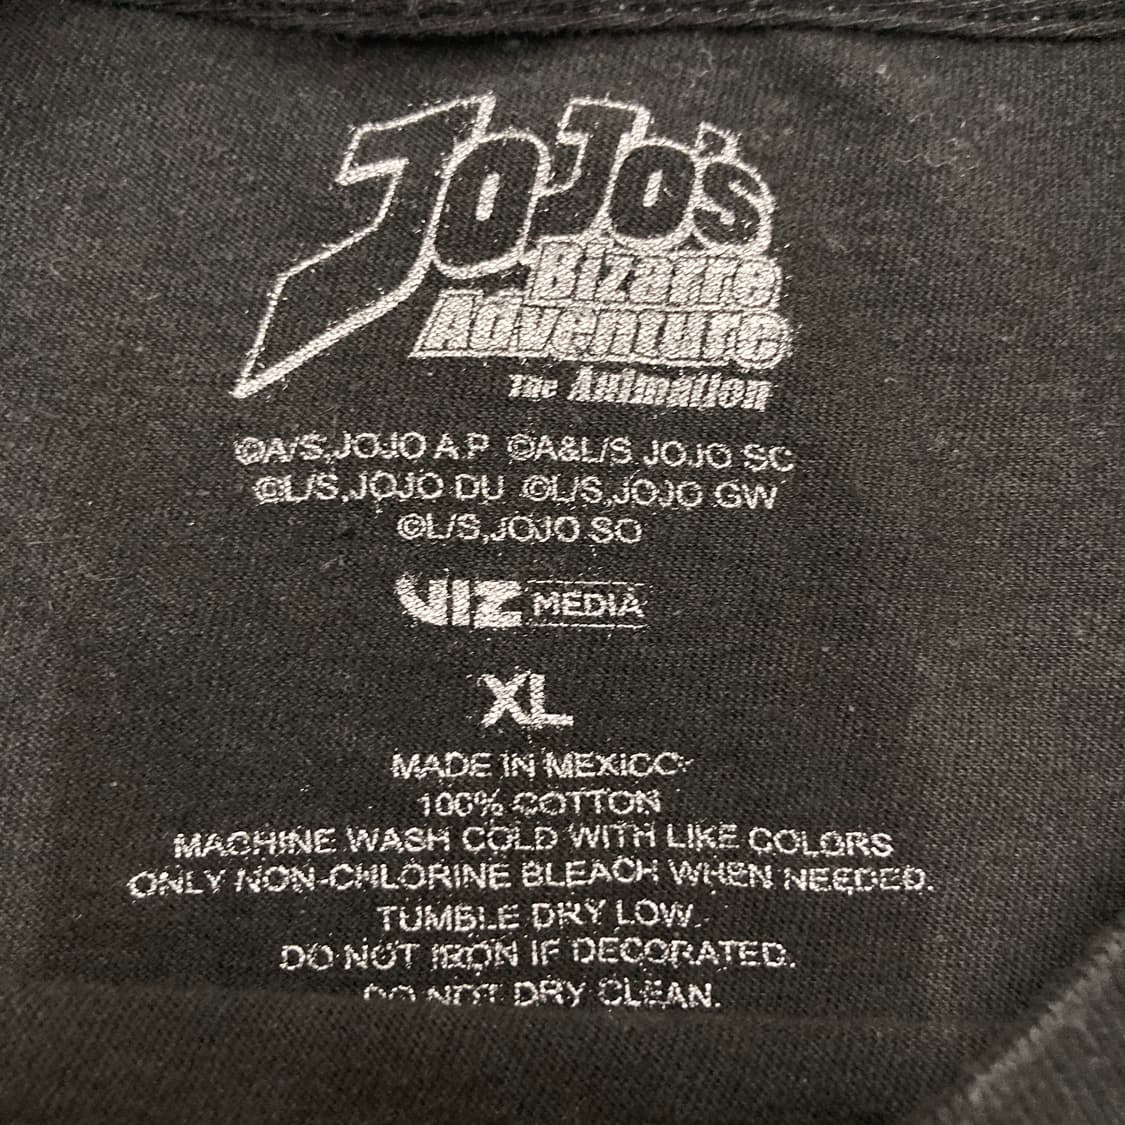 JoJo's
Bizarre
Adventure
The Animation
©A/S,JOJO A.P ©A&L/S, JOJO SC
©L/S,JOJO DU ©L/S,JOJO GW
©L/S,JOJO SO
VIZ MEDIA
XL
MADE IN MEXICO
100% COTTON
MACHINE WASH COLD WITH LIKE COLORS
ONLY NON-CHLORINE BLEACH WHEN NEEDED.
TUMBLE DRY LOW.
DO NOT IRON IF DECORATED.
DO NOT DRY CLEAN.